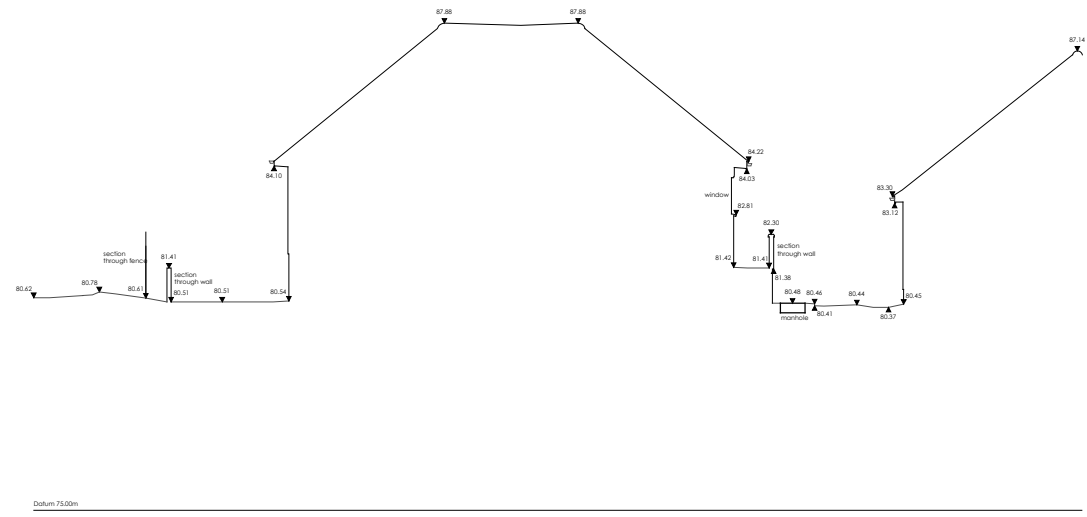 87.88
87.88
87.14
84.22
84.10
84.03
83.30
window
82.81
83.12
82.30
section
through wall
section
through fence
81.41
81.42
81.41
81.38
section
through wall
80.62
80.78
80.61
80.51
80.51
80.54
80.48
80.46
80.44
80.45
80.41
80.37
manhole
Datum 75.00m